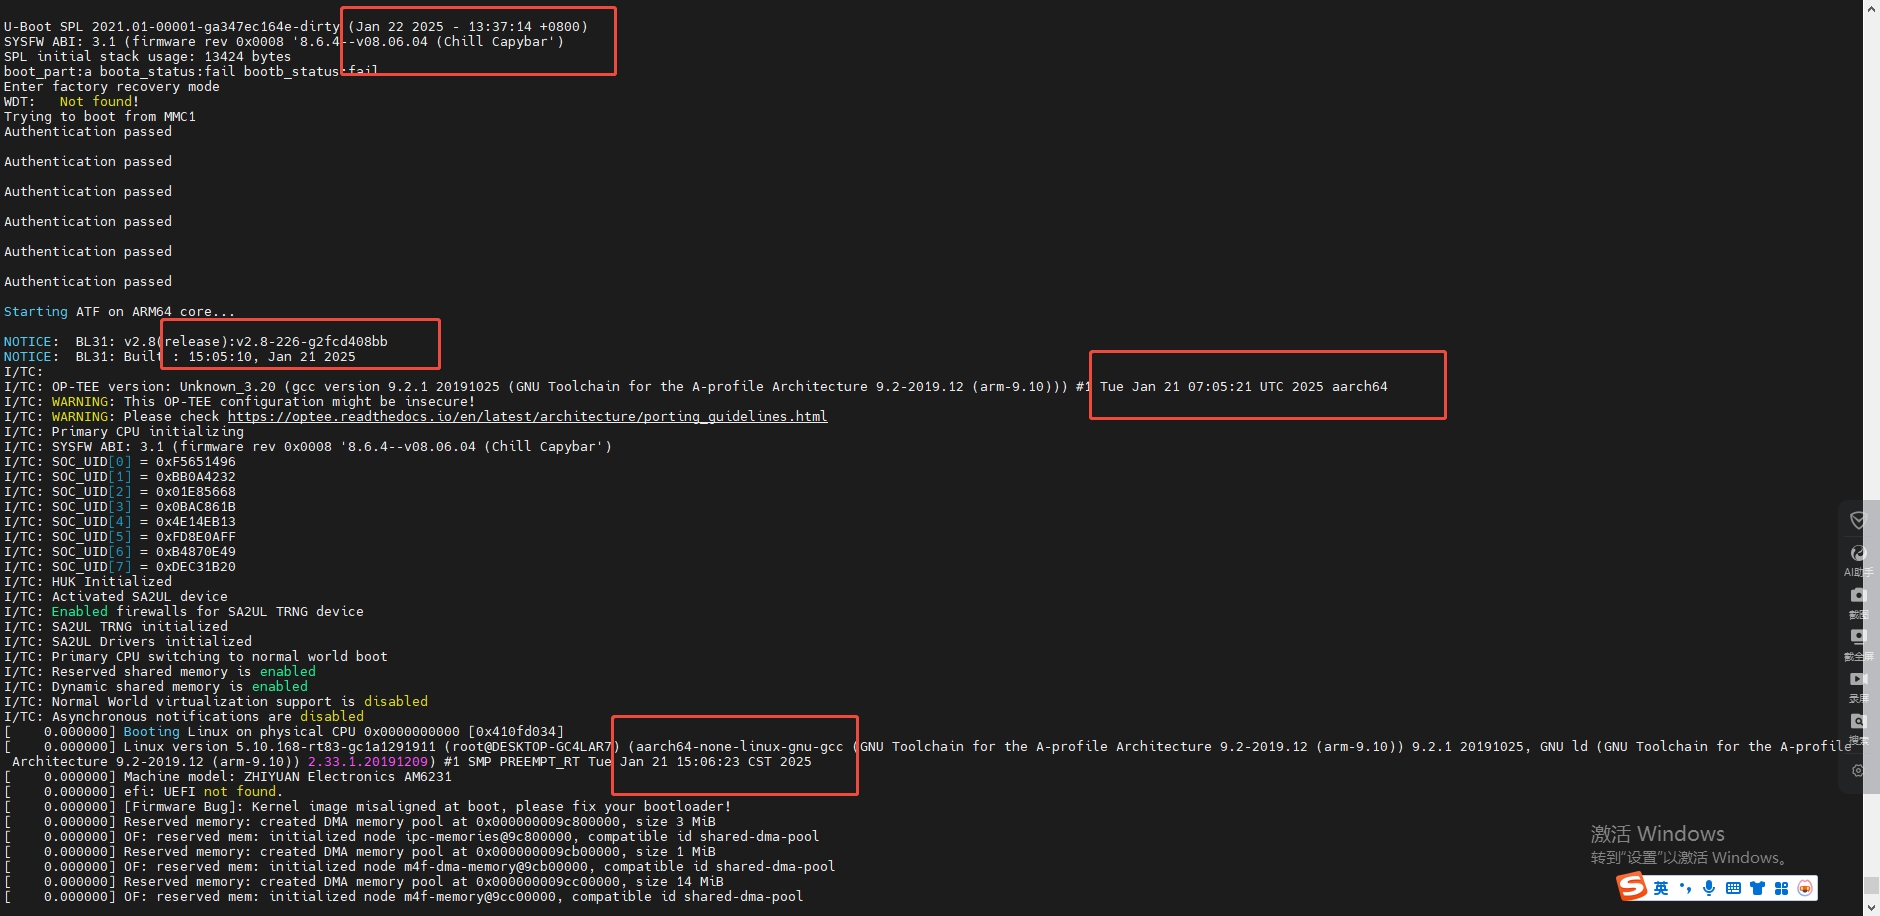 U-Boot SPL 2021.01-00001-ga347ec164e-dirty (Jan 22 2025 - 13:37:14 +0800)
SYSFW ABI: 3.1 (firmware rev 0x0008 '8.6.4--v08.06.04 (Chill Capybar')
SPL initial stack usage: 13424 bytes
boot_part:a boota_status:fail bootb_status:fail
Enter factory recovery mode
WDT:   Not found!
Trying to boot from MMC1
Authentication passed
Authentication passed
Authentication passed
Authentication passed
Authentication passed
Authentication passed
Starting ATF on ARM64 core...
NOTICE:  BL31: v2.8(release):v2.8-226-g2fcd408bb
NOTICE:  BL31: Built : 15:05:10, Jan 21 2025
I/TC:
I/TC: OP-TEE version: Unknown_3.20 (gcc version 9.2.1 20191025 (GNU Toolchain for the A-profile Architecture 9.2-2019.12 (arm-9.10))) #1 Tue Jan 21 07:05:21 UTC 2025 aarch64
I/TC: WARNING: This OP-TEE configuration might be insecure!
I/TC: WARNING: Please check https://optee.readthedocs.io/en/latest/architecture/porting_guidelines.html
I/TC: Primary CPU initializing
I/TC: SYSFW ABI: 3.1 (firmware rev 0x0008 '8.6.4--v08.06.04 (Chill Capybar')
I/TC: SOC_UID[0] = 0xF5651496
I/TC: SOC_UID[1] = 0xBB0A4232
I/TC: SOC_UID[2] = 0x01E85668
I/TC: SOC_UID[3] = 0x0BAC861B
I/TC: SOC_UID[4] = 0x4E14EB13
I/TC: SOC_UID[5] = 0xFD8E0AFF
I/TC: SOC_UID[6] = 0xB4870E49
I/TC: SOC_UID[7] = 0xDEC31B20
I/TC: HUK Initialized
I/TC: Activated SA2UL device
I/TC: Enabled firewalls for SA2UL TRNG device
I/TC: SA2UL TRNG initialized
I/TC: SA2UL Drivers initialized
I/TC: Primary CPU switching to normal world boot
I/TC: Reserved shared memory is enabled
I/TC: Dynamic shared memory is enabled
I/TC: Normal World virtualization support is disabled
I/TC: Asynchronous notifications are disabled
[    0.000000] Booting Linux on physical CPU 0x0000000000 [0x410fd034]
[    0.000000] Linux version 5.10.168-rt83-gc1a1291911 (root@DESKTOP-GC4LAR7) (aarch64-none-linux-gnu-gcc (GNU Toolchain for the A-profile Architecture 9.2-2019.12 (arm-9.10)) 9.2.1 20191025, GNU ld (GNU Toolchain for the A-profile
Architecture 9.2-2019.12 (arm-9.10)) 2.33.1.20191209) #1 SMP PREEMPT_RT Tue Jan 21 15:06:23 CST 2025
[    0.000000] Machine model: ZHIYUAN Electronics AM6231
[    0.000000] efi: UEFI not found.
[    0.000000] [Firmware Bug]: Kernel image misaligned at boot, please fix your bootloader!
[    0.000000] Reserved memory: created DMA memory pool at 0x000000009c800000, size 3 MiB
[    0.000000] OF: reserved mem: initialized node ipc-memories@9c800000, compatible id shared-dma-pool
[    0.000000] Reserved memory: created DMA memory pool at 0x000000009cb00000, size 1 MiB
[    0.000000] OF: reserved mem: initialized node m4f-dma-memory@9cb00000, compatible id shared-dma-pool
[    0.000000] Reserved memory: created DMA memory pool at 0x000000009cc00000, size 14 MiB
[    0.000000] OF: reserved mem: initialized node m4f-memory@9cc00000, compatible id shared-dma-pool
AI助手
截图
截全屏
录屏
搜索
激活 Windows
转到“设置”以激活 Windows。
S 英